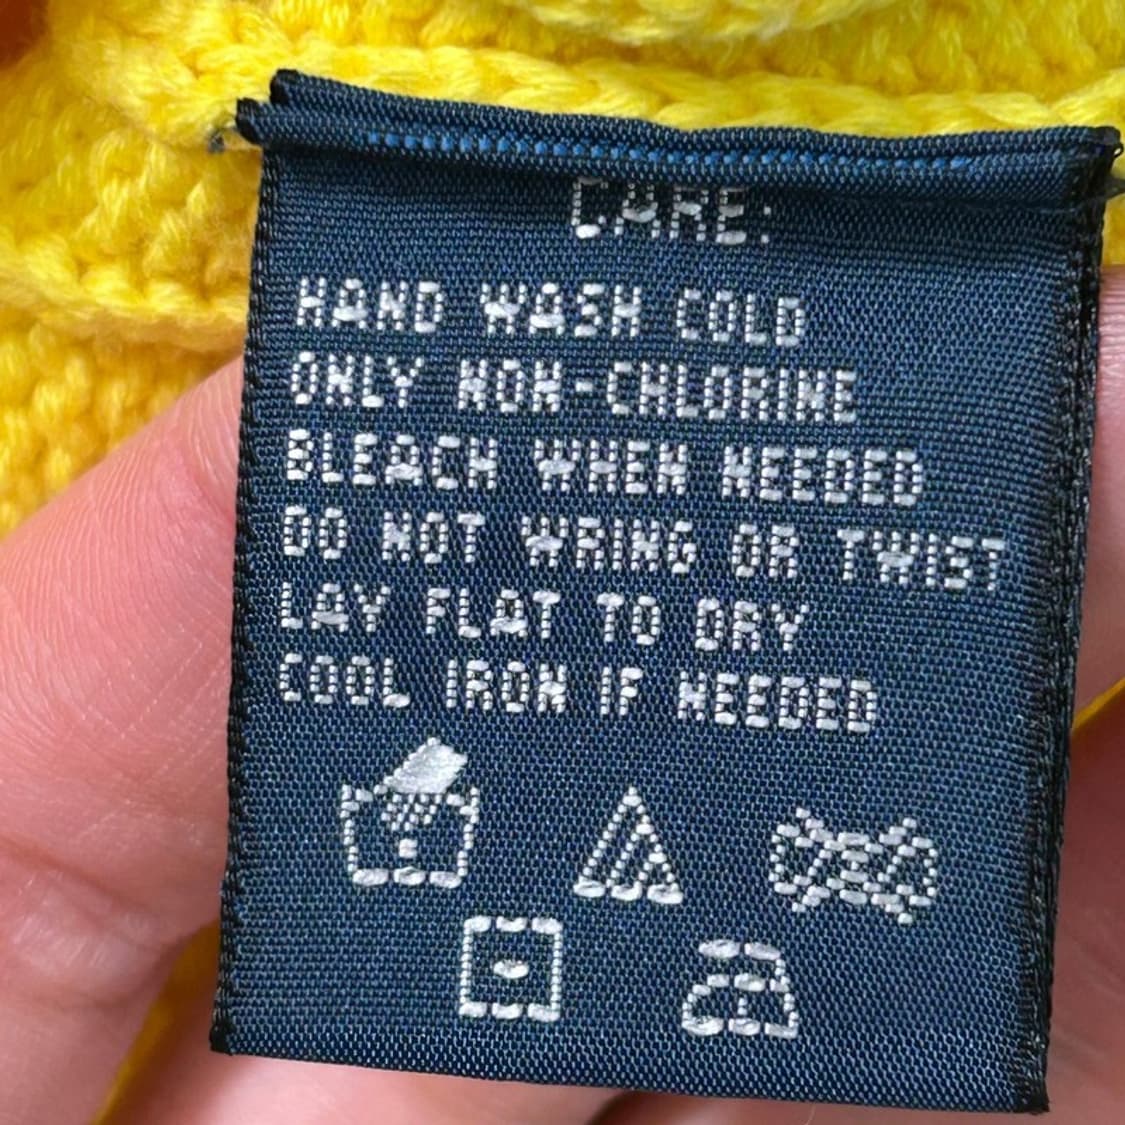 CARE:
HAND WASH COLD
ONLY NON-CHLORINE
BLEACH WHEN NEEDED
DO NOT WRING OR TWIST
LAY FLAT TO DRY
COOL IRON IF NEEDED